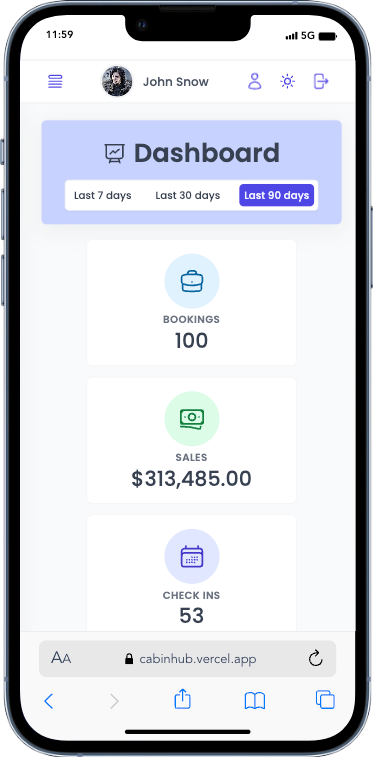 11:59 5G
John Snow
Dashboard
Last 7 days Last 30 days Last 90 days
BOOKINGS
100
SALES
$313,485.00
CHECK INS
53
AA cabinhub.vercel.app